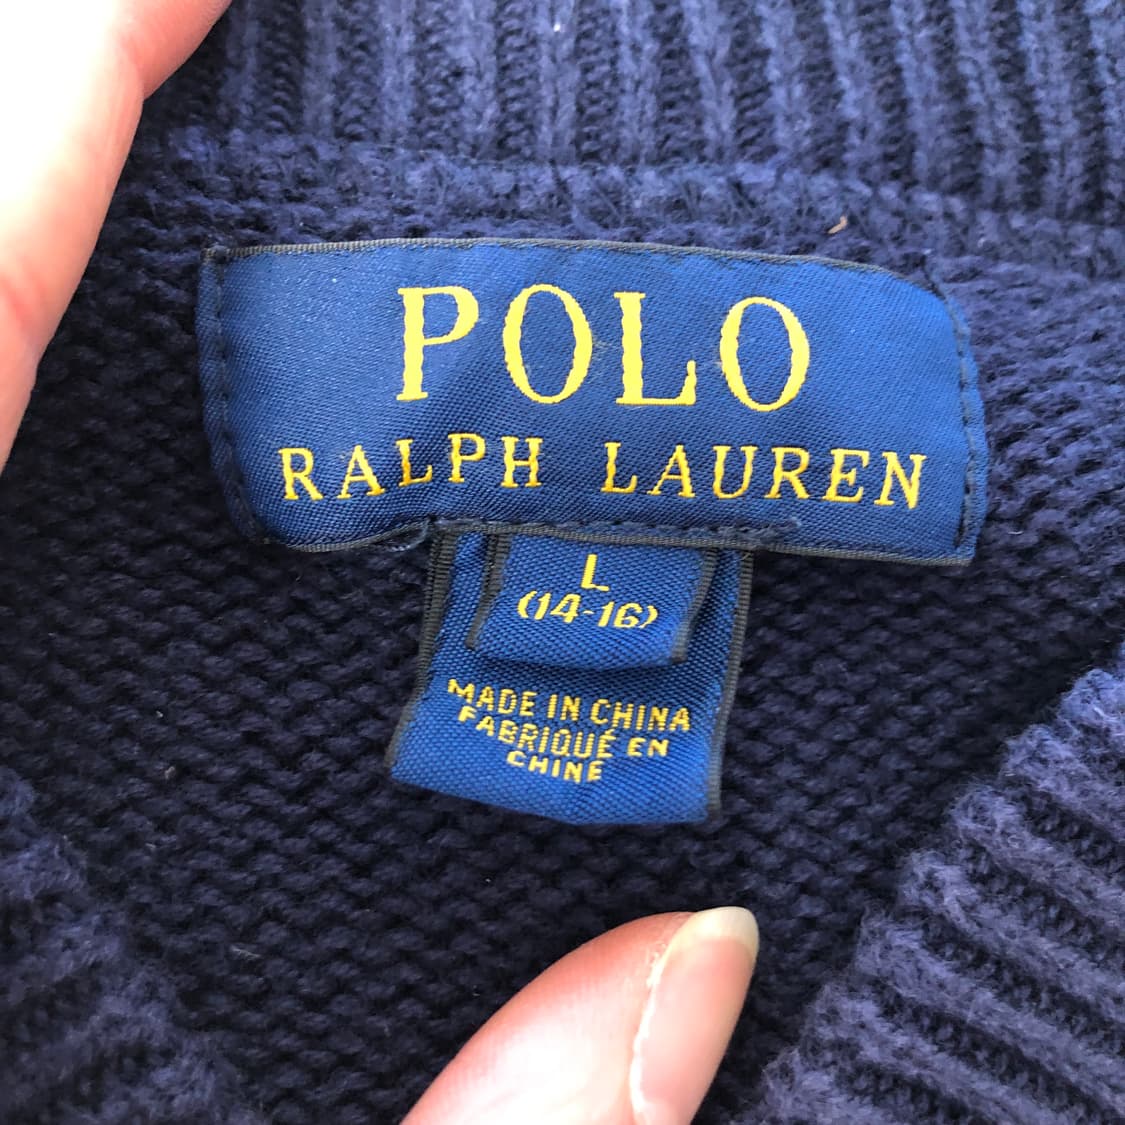 POLO
RALPH LAUREN
L
(14-16)
MADE IN CHINA
FABRIQUÉ EN
CHINE